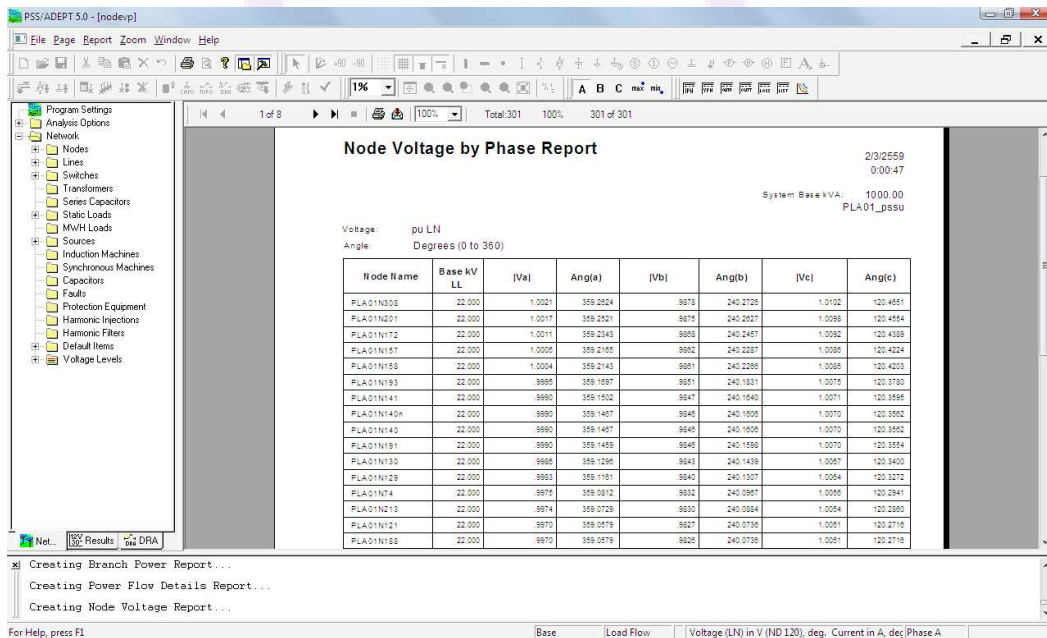 PSS/ADEPT 5.0 - [nodevp]
File Page Report Zoom Window Help
1% A B C max min
Program Settings
Analysis Options
Network
Nodes
Lines
Switches
Transformers
Series Capacitors
Static Loads
MWH Loads
Sources
Induction Machines
Synchronous Machines
Capacitors
Faults
Protection Equipment
Harmonic Injections
Harmonic Filters
Default Items
Voltage Levels
Net... Results DRA
1 of 8 100% Total:301 100% 301 of 301
Node Voltage by Phase Report
2/3/2559
0:00:47
System Base kVA: 1000.00
PLA01_pssu
Voltage: pu LN
Angle: Degrees (0 to 360)
Node Name Base kV LL |Va| Ang(a) |Vb| Ang(b) |Vc| Ang(c)
PLA01N308 22.000 1.0021 359.2624 .9878 240.2726 1.0102 120.4651
PLA01N201 22.000 1.0017 359.2521 .9875 240.2627 1.0098 120.4554
PLA01N172 22.000 1.0011 359.2343 .9868 240.2457 1.0092 120.4389
PLA01N157 22.000 1.0005 359.2165 .9862 240.2287 1.0086 120.4224
PLA01N158 22.000 1.0004 359.2143 .9861 240.2266 1.0085 120.4203
PLA01N193 22.000 .9995 359.1697 .9851 240.1831 1.0075 120.3780
PLA01N141 22.000 .9990 359.1502 .9847 240.1640 1.0071 120.3595
PLA01N140n 22.000 .9990 359.1467 .9846 240.1606 1.0070 120.3562
PLA01N140 22.000 .9990 359.1467 .9846 240.1606 1.0070 120.3562
PLA01N191 22.000 .9990 359.1459 .9846 240.1598 1.0070 120.3554
PLA01N130 22.000 .9986 359.1296 .9843 240.1439 1.0067 120.3400
PLA01N129 22.000 .9983 359.1161 .9840 240.1307 1.0064 120.3272
PLA01N74 22.000 .9975 359.0812 .9832 240.0967 1.0056 120.2941
PLA01N213 22.000 .9974 359.0729 .9830 240.0884 1.0054 120.2860
PLA01N121 22.000 .9970 359.0579 .9827 240.0736 1.0051 120.2716
PLA01N188 22.000 .9970 359.0579 .9826 240.0736 1.0051 120.2716
Creating Branch Power Report...
Creating Power Flow Details Report...
Creating Node Voltage Report...
For Help, press F1 Base Load Flow Voltage (LN) in V (ND 120), deg. Current in A, deg Phase A